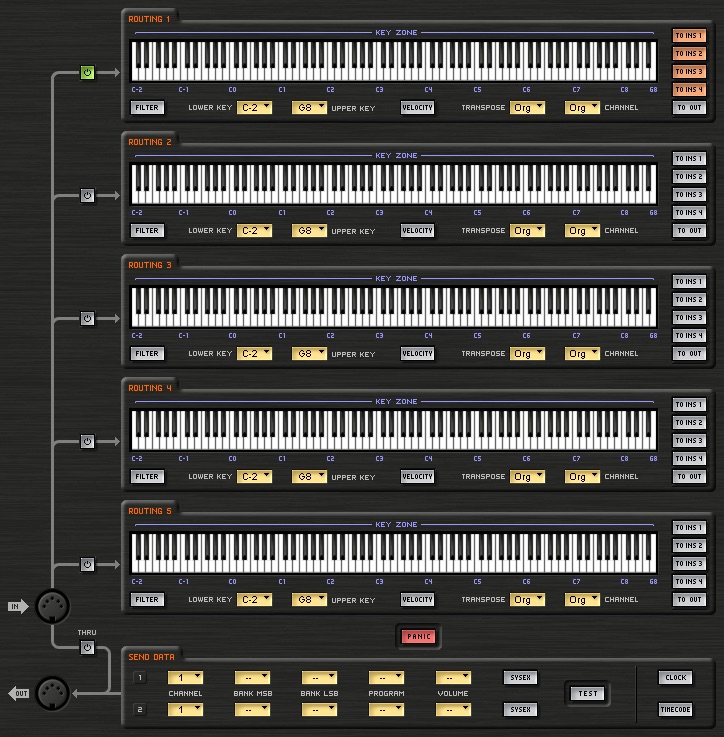 ROUTING 1
KEY ZONE
TO INS 1
TO INS 2
TO INS 3
TO INS 4
C-2 C-1 C0 C1 C2 C3 C4 C5 C6 C7 C8 G8
FILTER LOWER KEY C-2 G8 UPPER KEY VELOCITY TRANSPOSE Org Org CHANNEL TO OUT
ROUTING 2
KEY ZONE
TO INS 1
TO INS 2
TO INS 3
TO INS 4
C-2 C-1 C0 C1 C2 C3 C4 C5 C6 C7 C8 G8
FILTER LOWER KEY C-2 G8 UPPER KEY VELOCITY TRANSPOSE Org Org CHANNEL TO OUT
ROUTING 3
KEY ZONE
TO INS 1
TO INS 2
TO INS 3
TO INS 4
C-2 C-1 C0 C1 C2 C3 C4 C5 C6 C7 C8 G8
FILTER LOWER KEY C-2 G8 UPPER KEY VELOCITY TRANSPOSE Org Org CHANNEL TO OUT
ROUTING 4
KEY ZONE
TO INS 1
TO INS 2
TO INS 3
TO INS 4
C-2 C-1 C0 C1 C2 C3 C4 C5 C6 C7 C8 G8
FILTER LOWER KEY C-2 G8 UPPER KEY VELOCITY TRANSPOSE Org Org CHANNEL TO OUT
ROUTING 5
KEY ZONE
TO INS 1
TO INS 2
TO INS 3
TO INS 4
C-2 C-1 C0 C1 C2 C3 C4 C5 C6 C7 C8 G8
FILTER LOWER KEY C-2 G8 UPPER KEY VELOCITY TRANSPOSE Org Org CHANNEL TO OUT
IN
THRU
PANIC
SEND DATA
1 1 -- -- -- -- SYSEX CLOCK
OUT CHANNEL BANK MSB BANK LSB PROGRAM VOLUME TEST
2 1 -- -- -- -- SYSEX TIMECODE